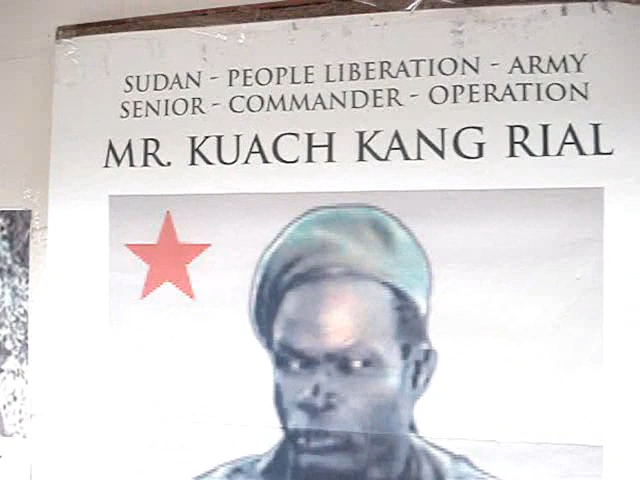 SUDAN - PEOPLE LIBERATION - ARMY
SENIOR - COMMANDER - OPERATION
MR. KUACH KANG RIAL